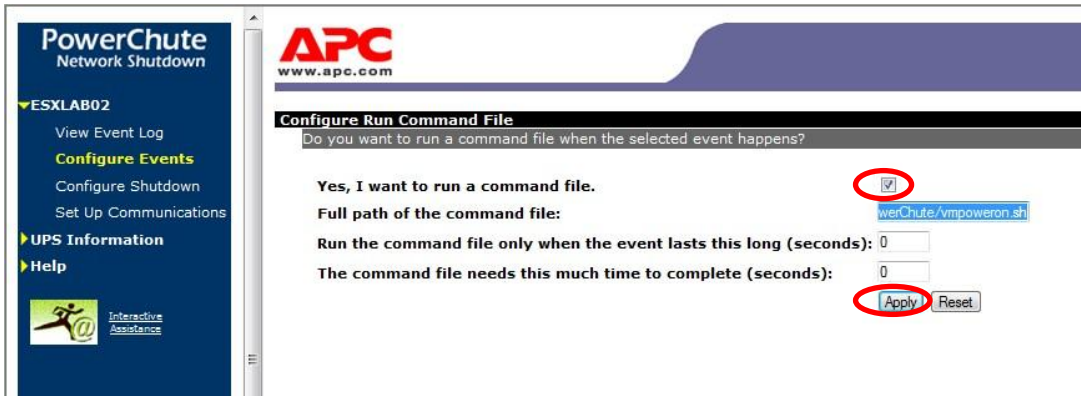 PowerChute
Network Shutdown
ESXLAB02
View Event Log
Configure Events
Configure Shutdown
Set Up Communications
UPS Information
Help
Interactive
Assistance
APC
www.apc.com
Configure Run Command File
Do you want to run a command file when the selected event happens?
Yes, I want to run a command file.
Full path of the command file: werChute/vmpoweron.sh
Run the command file only when the event lasts this long (seconds): 0
The command file needs this much time to complete (seconds): 0
Apply Reset